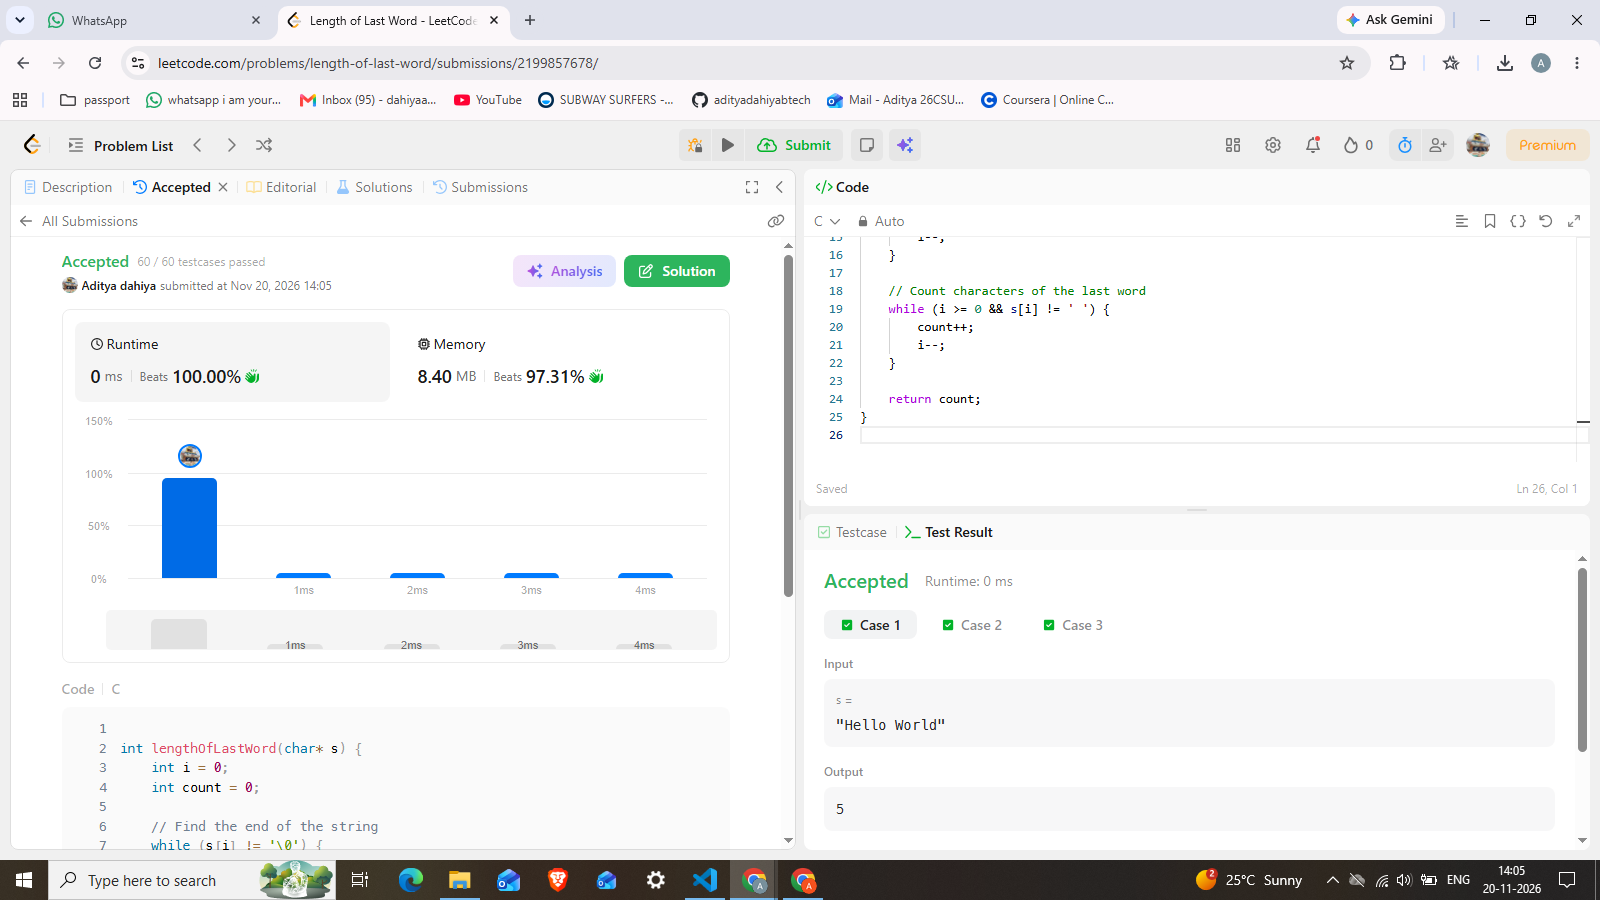 WhatsApp
Length of Last Word - LeetCode
Ask Gemini
leetcode.com/problems/length-of-last-word/submissions/2199857678/
A
passport
whatsapp i am your...
Inbox (95) - dahiyaa...
YouTube
SUBWAY SURFERS -...
adityadahiyabtech
Mail - Aditya 26CSU...
Coursera | Online C...
Problem List
Submit
0
Premium
Description
Accepted
Editorial
Solutions
Submissions
All Submissions
Accepted 60 / 60 testcases passed
Aditya dahiya submitted at Nov 20, 2026 14:05
Analysis
Solution
Runtime
0 ms Beats 100.00%
Memory
8.40 MB Beats 97.31%
150%
100%
50%
0%
1ms 2ms 3ms 4ms
1ms 2ms 3ms 4ms
Code C
1
2 int lengthOfLastWord(char* s) {
3 int i = 0;
4 int count = 0;
5
6 // Find the end of the string
7 while (s[i] != '\0') {
Code
C Auto
15 i--;
16 }
17
18 // Count characters of the last word
19 while (i >= 0 && s[i] != ' ') {
20 count++;
21 i--;
22 }
23
24 return count;
25 }
26
Saved
Ln 26, Col 1
Testcase
Test Result
Accepted Runtime: 0 ms
Case 1 Case 2 Case 3
Input
s =
"Hello World"
Output
5
Type here to search
A
A
2
25°C Sunny
ENG
14:05
20-11-2026